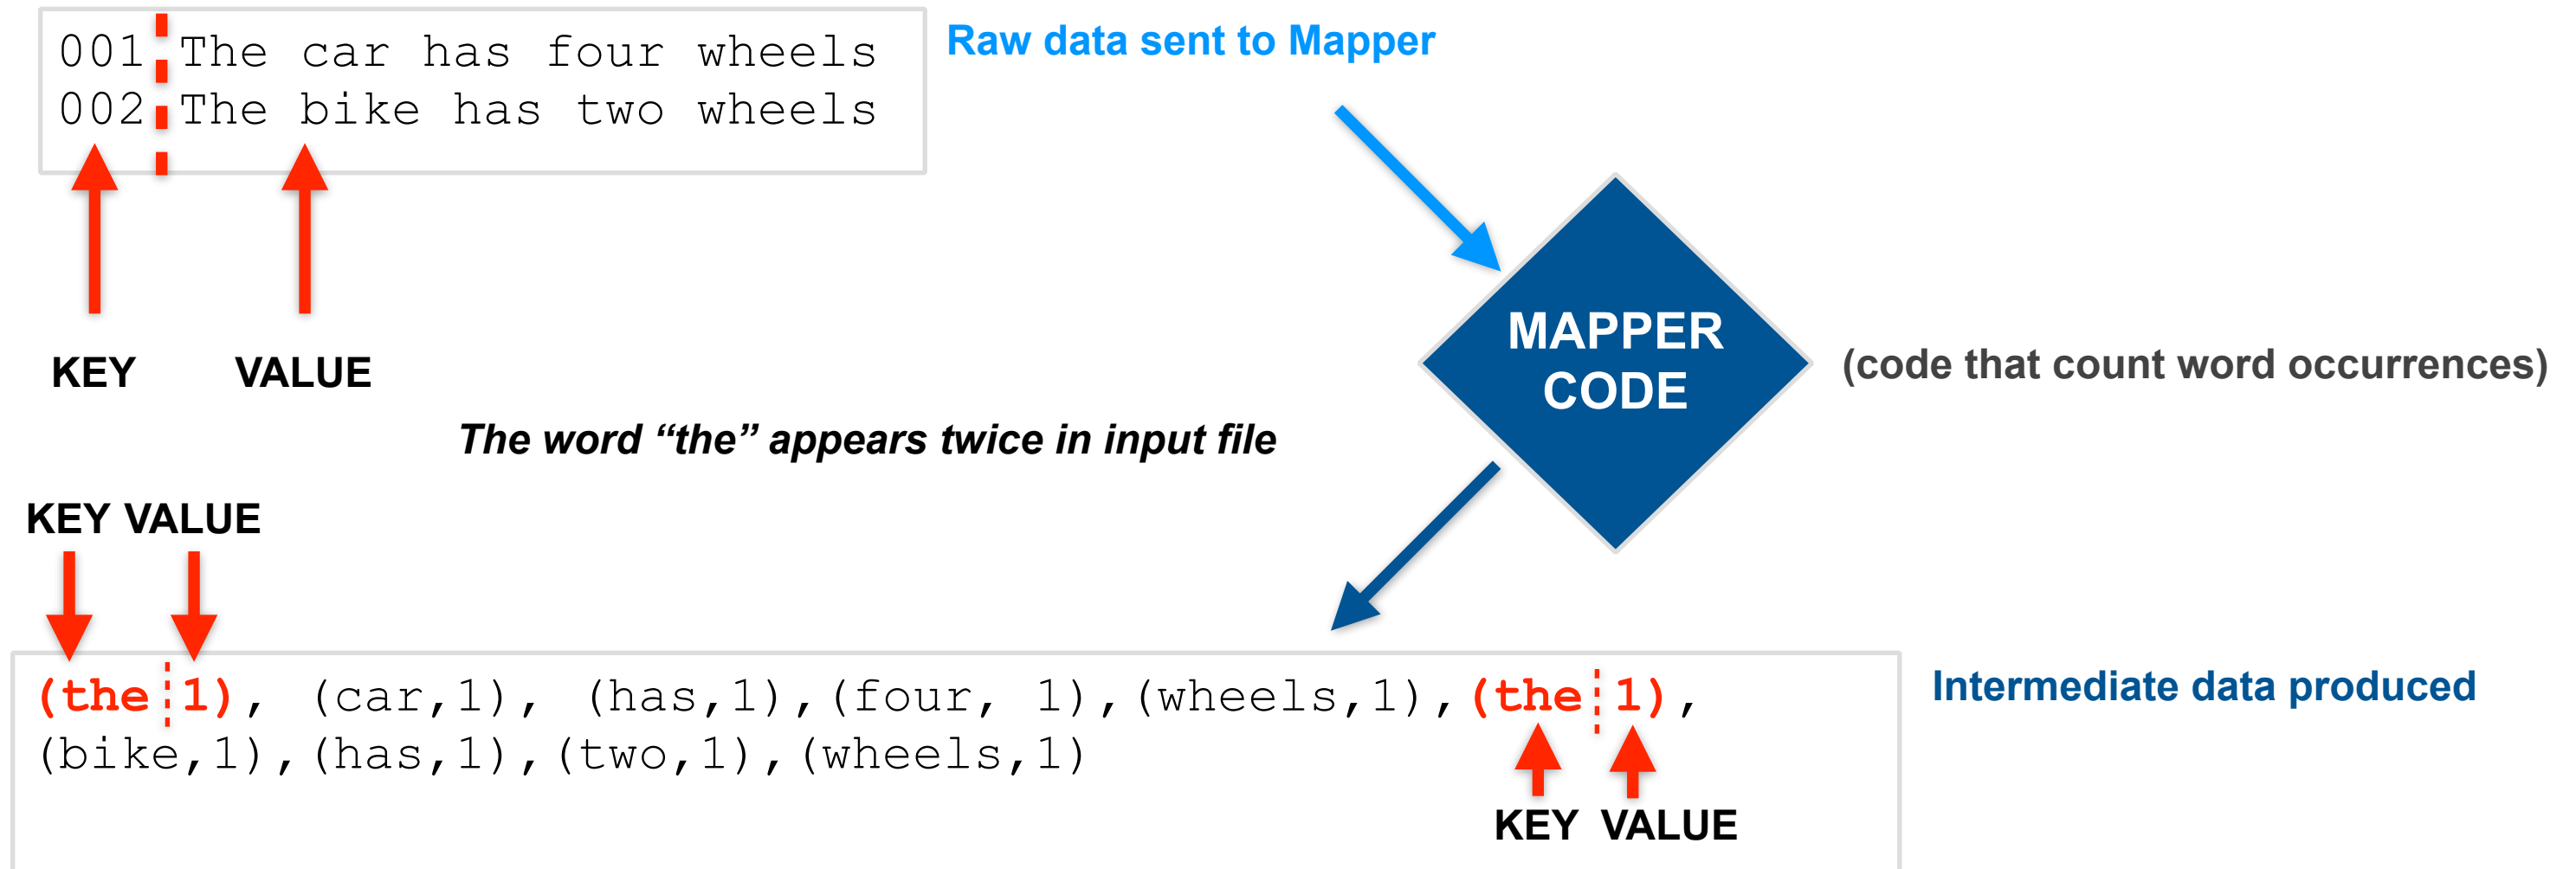 001 The car has four wheels
002 The bike has two wheels
Raw data sent to Mapper
KEY VALUE
MAPPER
CODE
(code that count word occurrences)
The word “the” appears twice in input file
KEY VALUE
(the 1), (car,1), (has,1),(four, 1),(wheels,1),(the 1),
(bike,1),(has,1),(two,1),(wheels,1)
Intermediate data produced
KEY VALUE